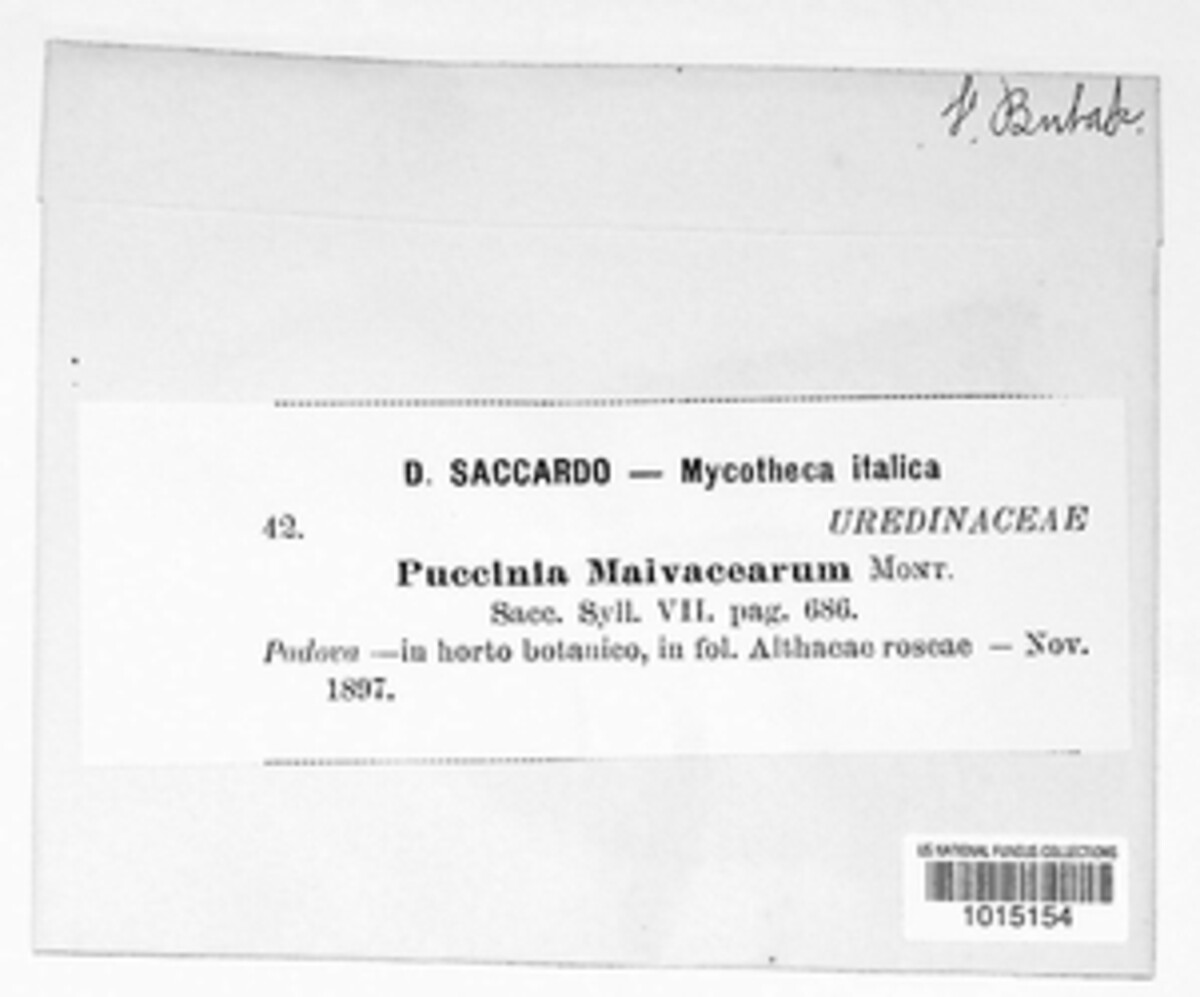 F. Bubak.
D. SACCARDO — Mycotheca italica
42.
UREDINACEAE
Puccinia Malvacearum MONT.
Sacc. Syll. VII. pag. 686.
Padova — in horto botanico, in fol. Althaeae roseae — Nov.
1897.
US NATIONAL FUNGUS COLLECTIONS
1015154